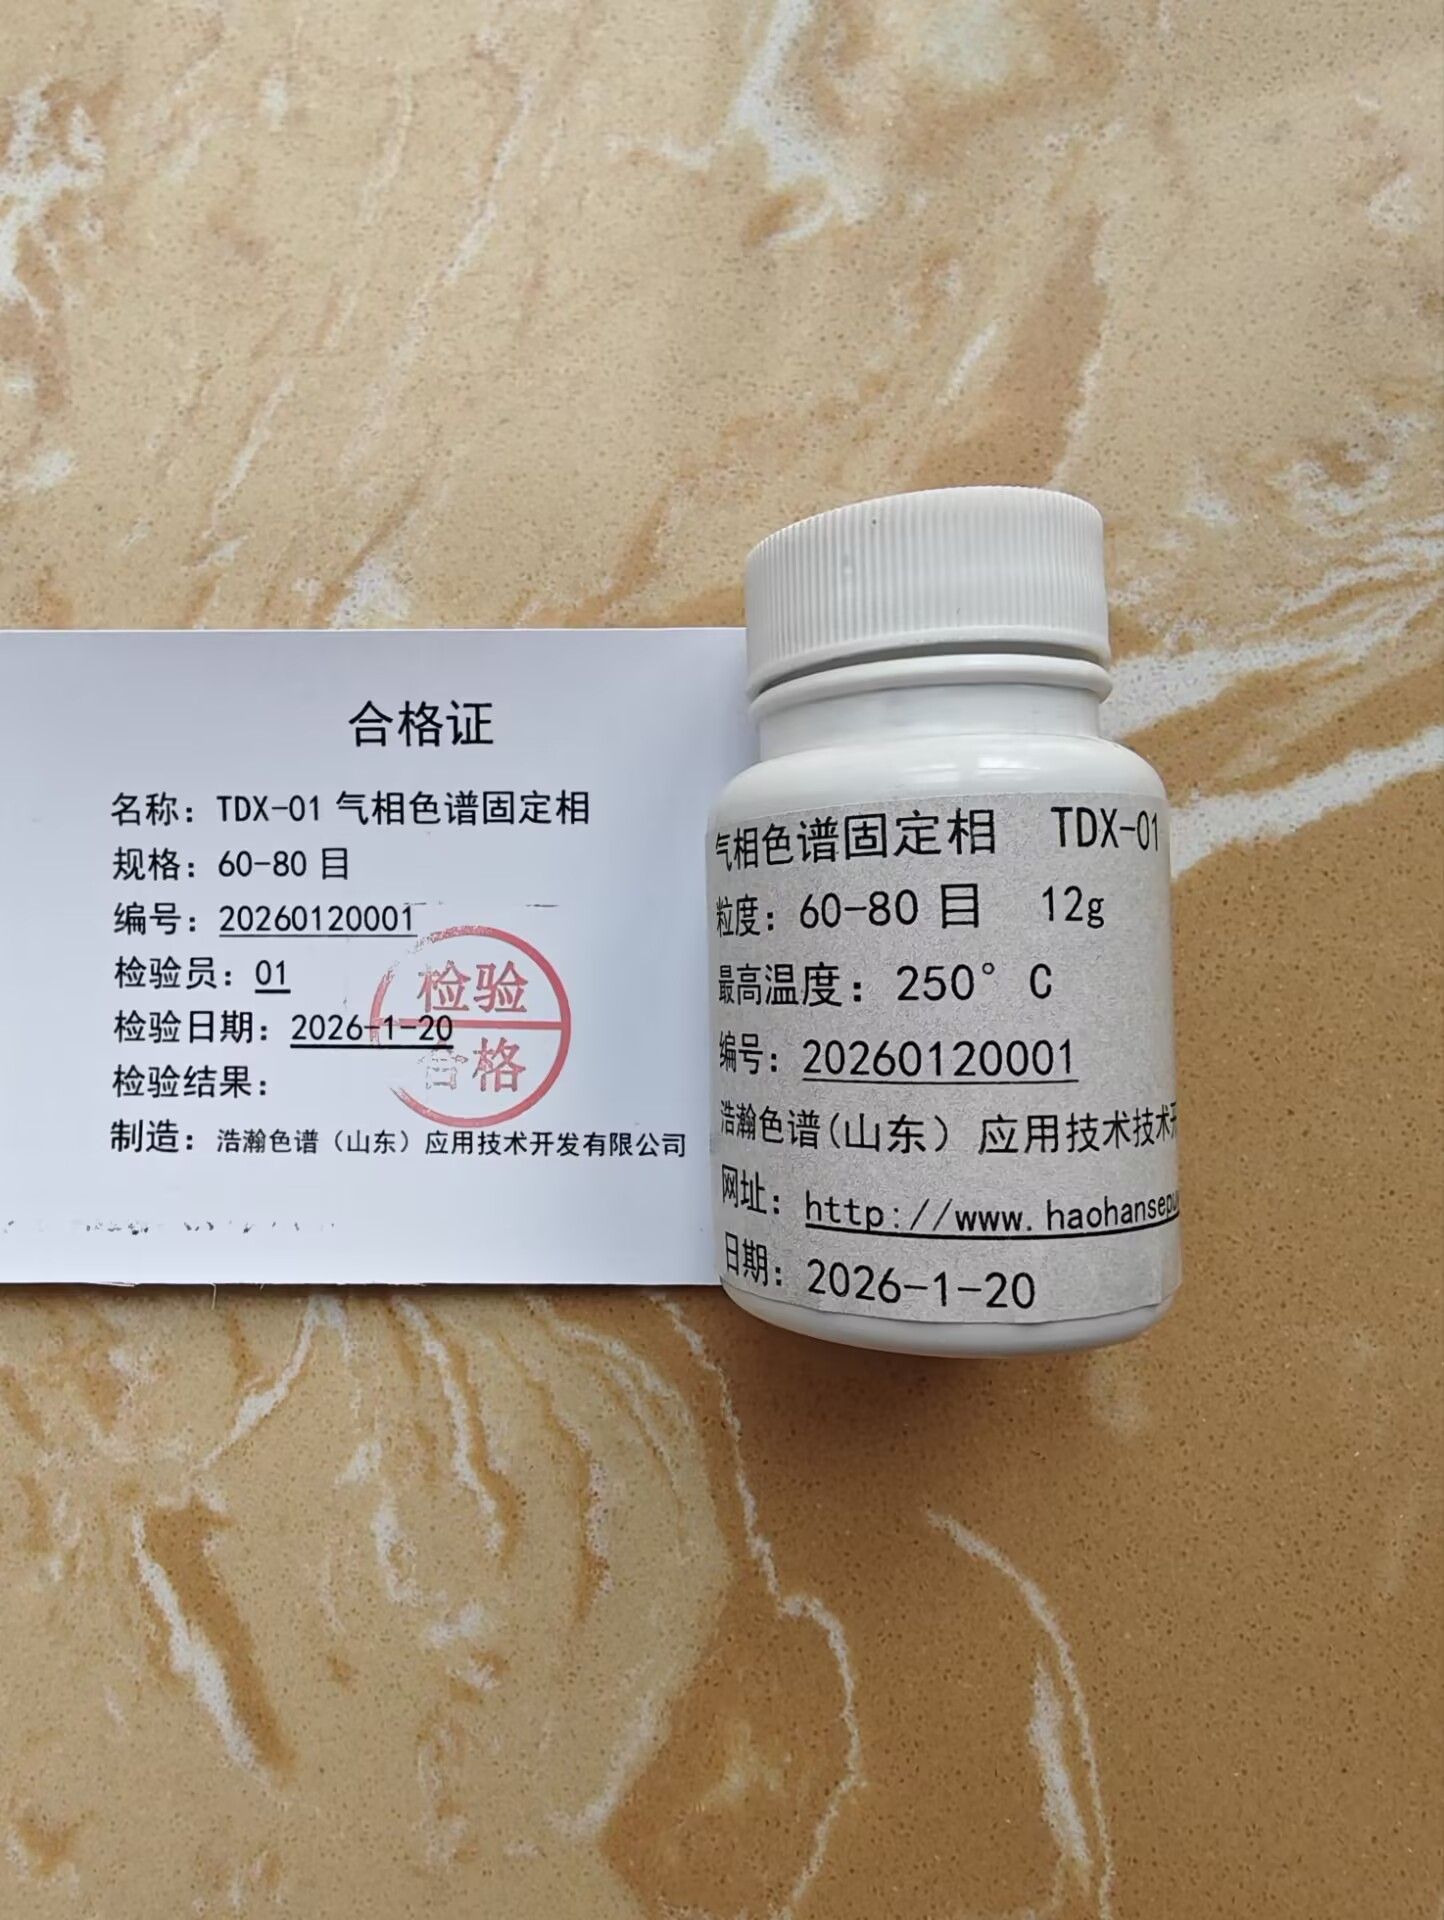 合格证
名称：TDX-01 气相色谱固定相
规格：60-80 目
编号：20260120001
检验员：01
检验日期：2026-1-20
检验结果：
制造：浩瀚色谱（山东）应用技术开发有限公司
检验
合格
气相色谱固定相 TDX-01
粒度：60-80 目 12g
最高温度：250°C
编号：20260120001
浩瀚色谱(山东）应用技术技术开
网址：http://www.haohansepu
日期：2026-1-20